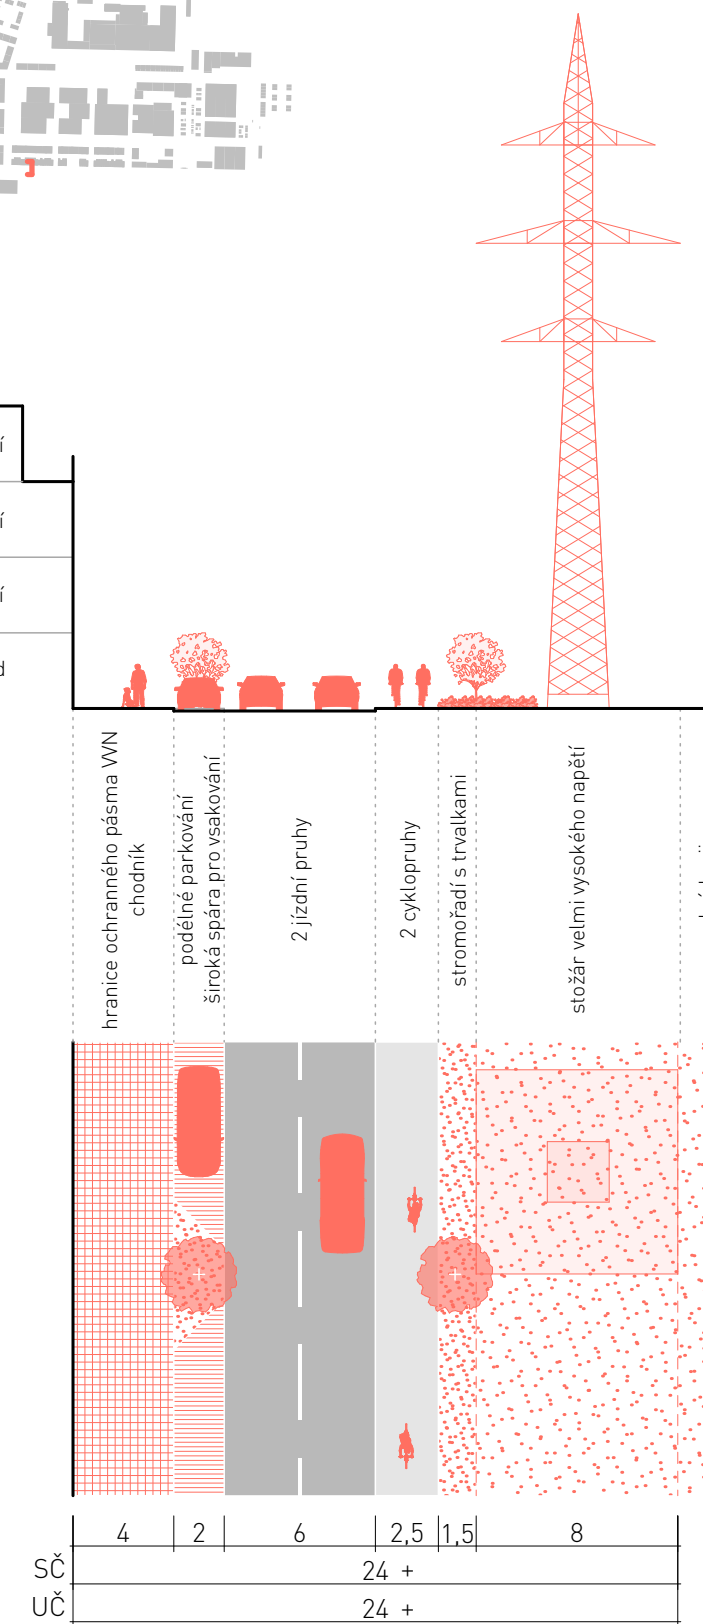 í
í
í
d
hranice ochranného pásma VVN
chodník
podélné parkování
široká spára pro vsakování
2 jízdní pruhy
2 cyklopruhy
stromořadí s trvalkami
stožár velmi vysokého napětí
4 2 6 2,5 1,5 8
SČ 24 +
UČ 24 +